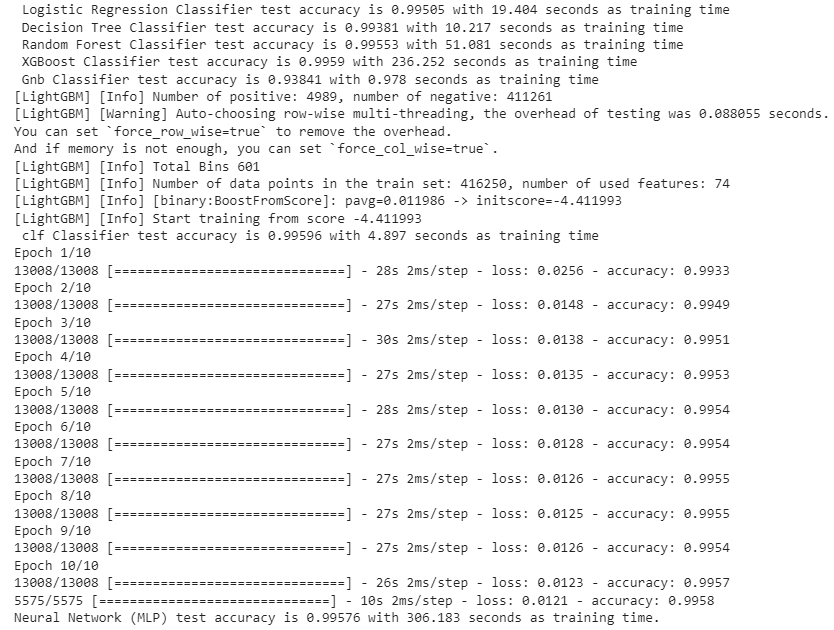 Logistic Regression Classifier test accuracy is 0.99505 with 19.404 seconds as training time
Decision Tree Classifier test accuracy is 0.99381 with 10.217 seconds as training time
Random Forest Classifier test accuracy is 0.99553 with 51.081 seconds as training time
XGBoost Classifier test accuracy is 0.9959 with 236.252 seconds as training time
Gnb Classifier test accuracy is 0.93841 with 0.978 seconds as training time
[LightGBM] [Info] Number of positive: 4989, number of negative: 411261
[LightGBM] [Warning] Auto-choosing row-wise multi-threading, the overhead of testing was 0.088055 seconds.
You can set `force_row_wise=true` to remove the overhead.
And if memory is not enough, you can set `force_col_wise=true`.
[LightGBM] [Info] Total Bins 601
[LightGBM] [Info] Number of data points in the train set: 416250, number of used features: 74
[LightGBM] [Info] [binary:BoostFromScore]: pavg=0.011986 -> initscore=-4.411993
[LightGBM] [Info] Start training from score -4.411993
clf Classifier test accuracy is 0.99596 with 4.897 seconds as training time
Epoch 1/10
13008/13008 [==============================] - 28s 2ms/step - loss: 0.0256 - accuracy: 0.9933
Epoch 2/10
13008/13008 [==============================] - 27s 2ms/step - loss: 0.0148 - accuracy: 0.9949
Epoch 3/10
13008/13008 [==============================] - 30s 2ms/step - loss: 0.0138 - accuracy: 0.9951
Epoch 4/10
13008/13008 [==============================] - 27s 2ms/step - loss: 0.0135 - accuracy: 0.9953
Epoch 5/10
13008/13008 [==============================] - 28s 2ms/step - loss: 0.0130 - accuracy: 0.9954
Epoch 6/10
13008/13008 [==============================] - 27s 2ms/step - loss: 0.0128 - accuracy: 0.9954
Epoch 7/10
13008/13008 [==============================] - 27s 2ms/step - loss: 0.0126 - accuracy: 0.9955
Epoch 8/10
13008/13008 [==============================] - 27s 2ms/step - loss: 0.0125 - accuracy: 0.9955
Epoch 9/10
13008/13008 [==============================] - 27s 2ms/step - loss: 0.0126 - accuracy: 0.9954
Epoch 10/10
13008/13008 [==============================] - 26s 2ms/step - loss: 0.0123 - accuracy: 0.9957
5575/5575 [==============================] - 10s 2ms/step - loss: 0.0121 - accuracy: 0.9958
Neural Network (MLP) test accuracy is 0.99576 with 306.183 seconds as training time.